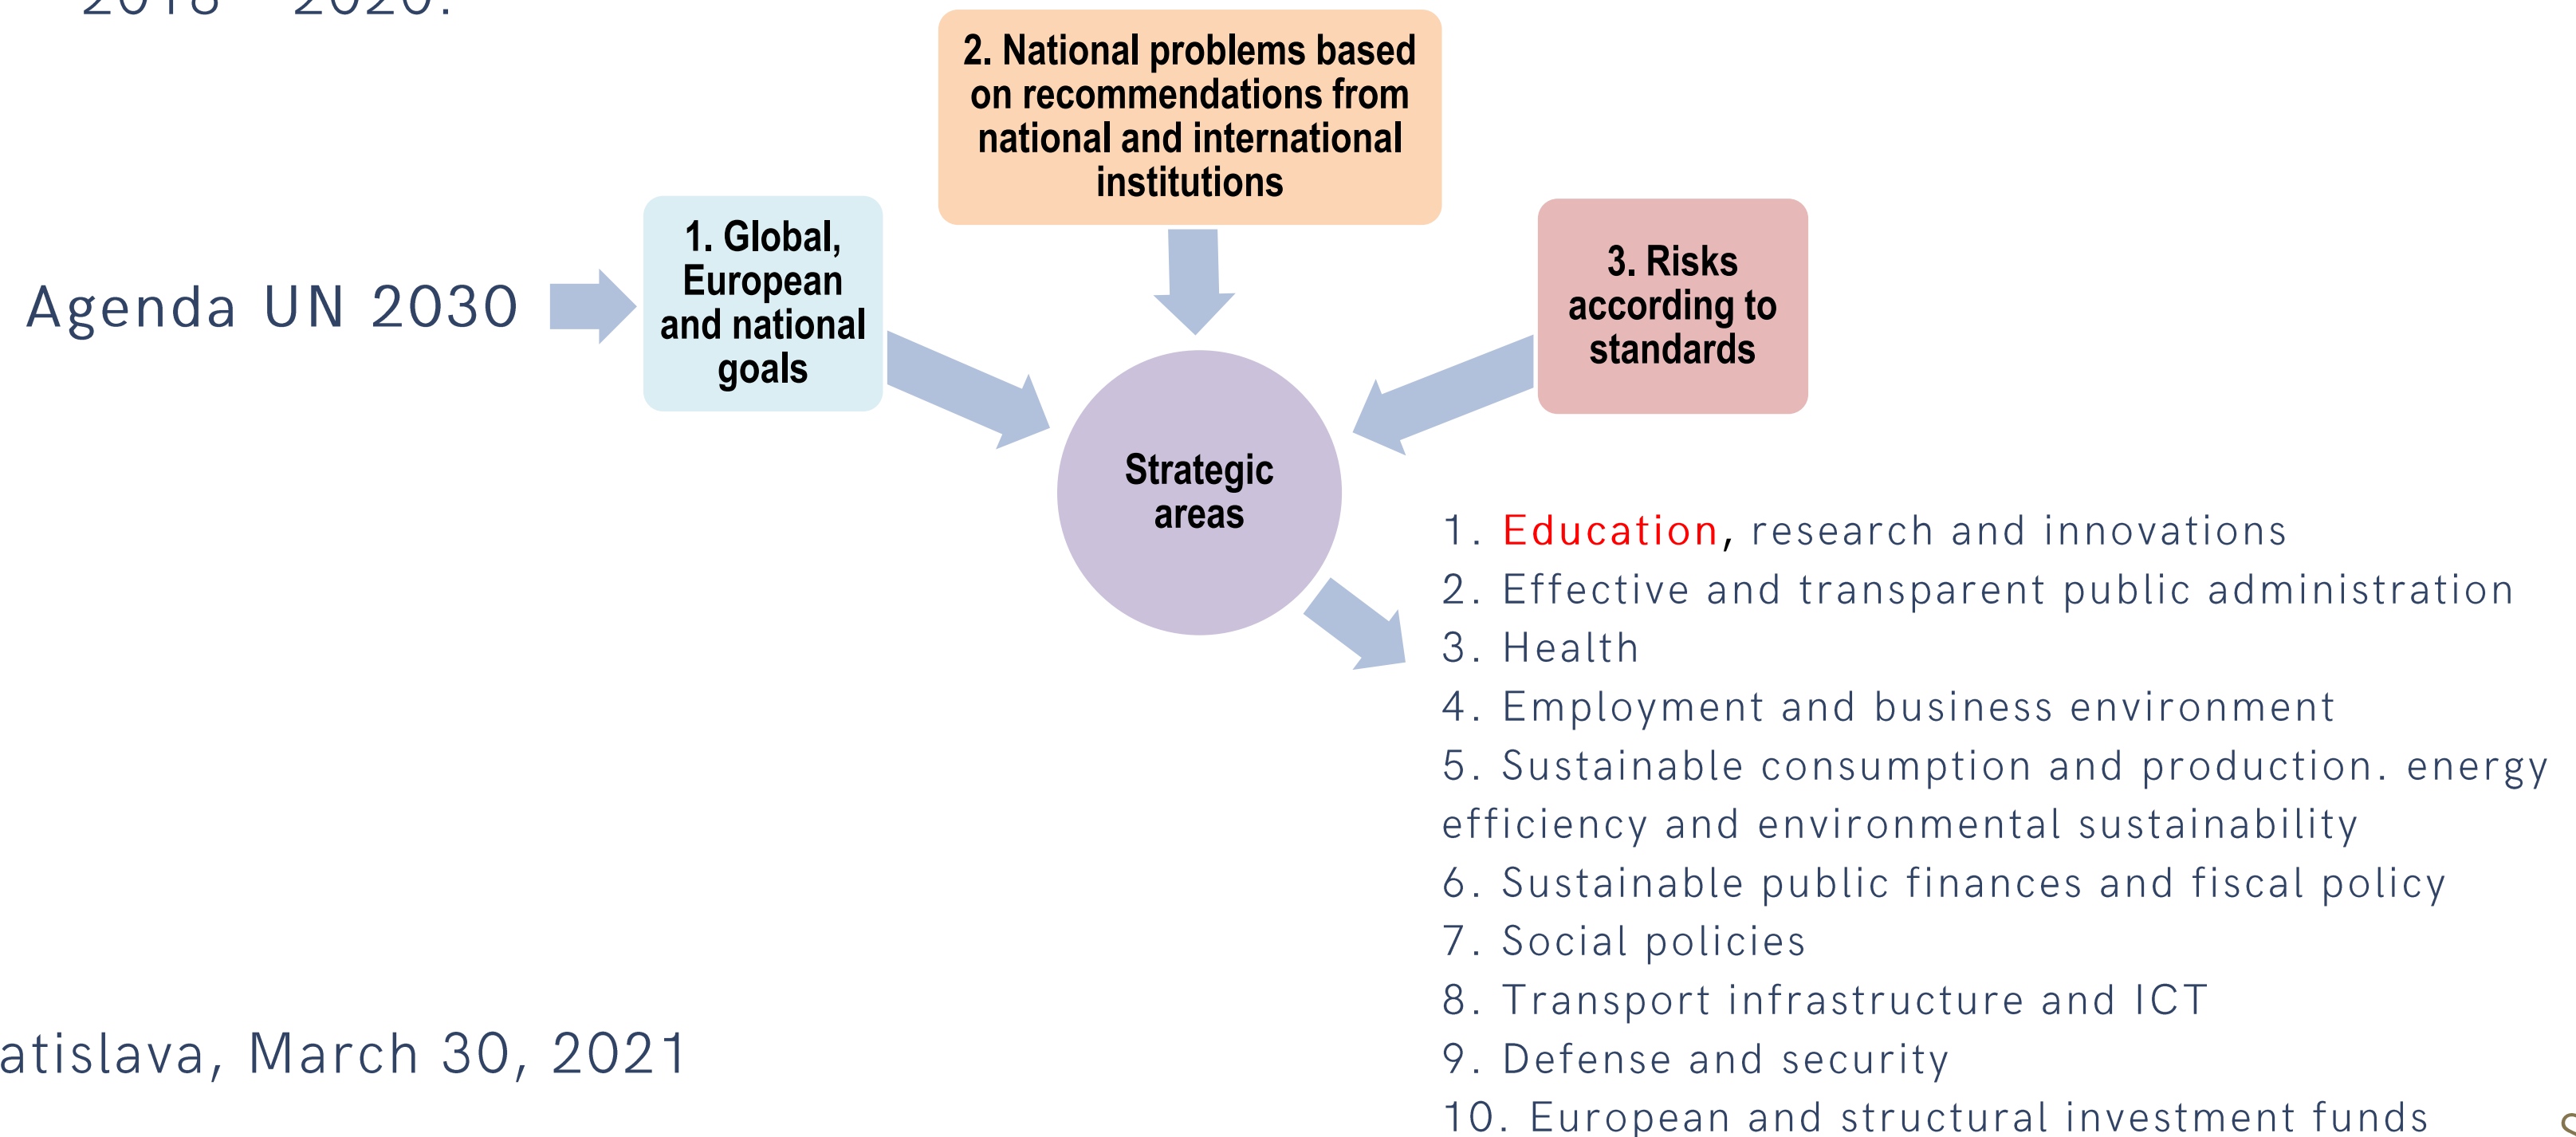 2018 - 2020.
2. National problems based
on recommendations from
national and international
institutions
1. Global,
European
and national
goals
3. Risks
according to
standards
Agenda UN 2030
Strategic
areas
1. Education, research and innovations
2. Effective and transparent public administration
3. Health
4. Employment and business environment
5. Sustainable consumption and production. energy
efficiency and environmental sustainability
6. Sustainable public finances and fiscal policy
7. Social policies
8. Transport infrastructure and ICT
9. Defense and security
10. European and structural investment funds
atislava, March 30, 2021